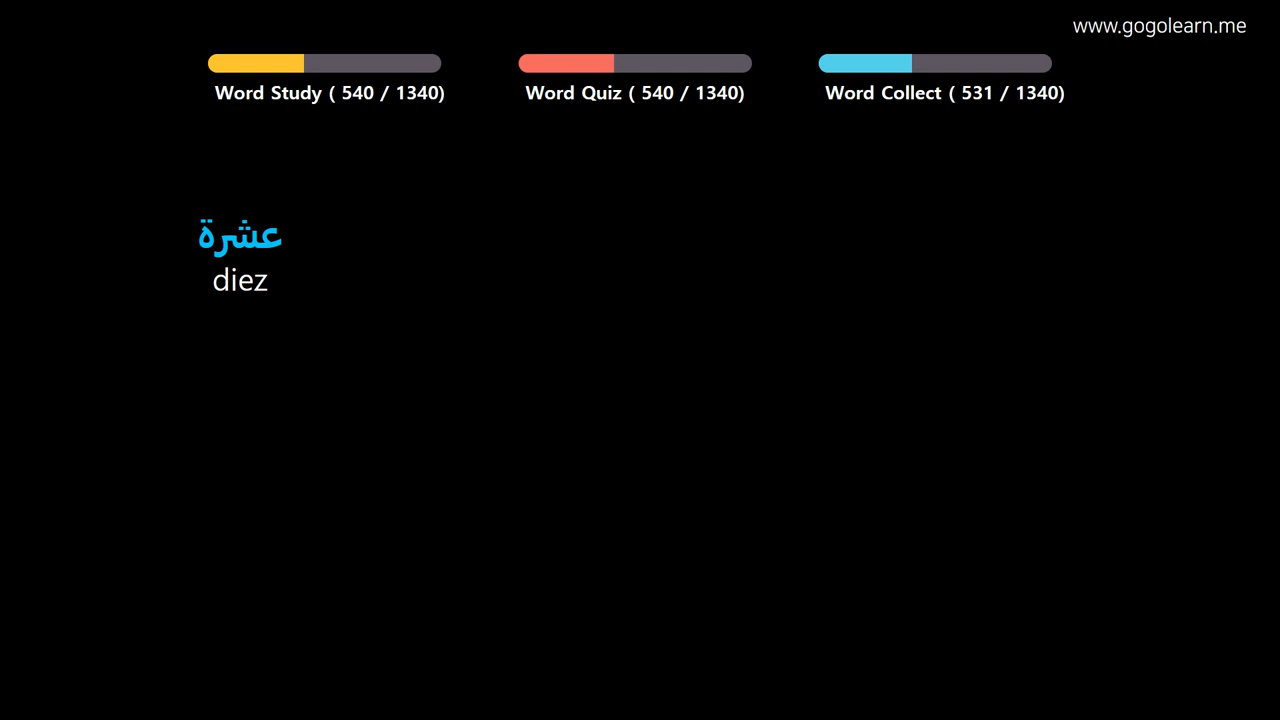 www.gogolearn.me
Word Study ( 540 / 1340)
Word Quiz ( 540 / 1340)
Word Collect ( 531 / 1340)
عشرة
diez